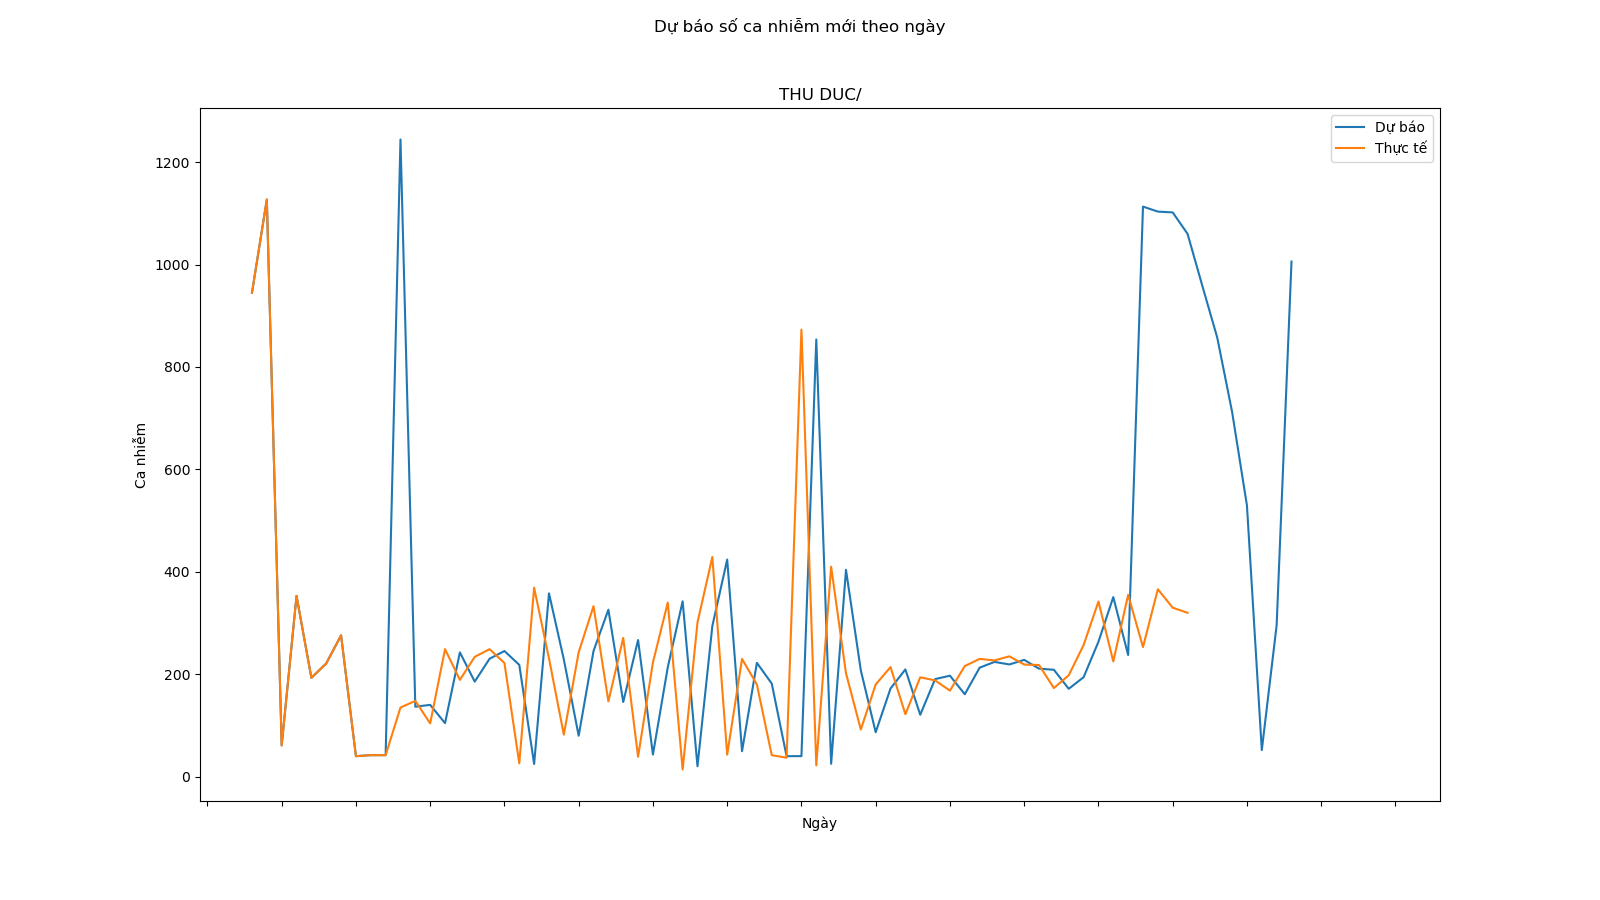 Dự báo số ca nhiễm mới theo ngày
THU DUC/
Dự báo
Thực tế
1200
1000
800
600
400
200
0
Ca nhiễm
Ngày